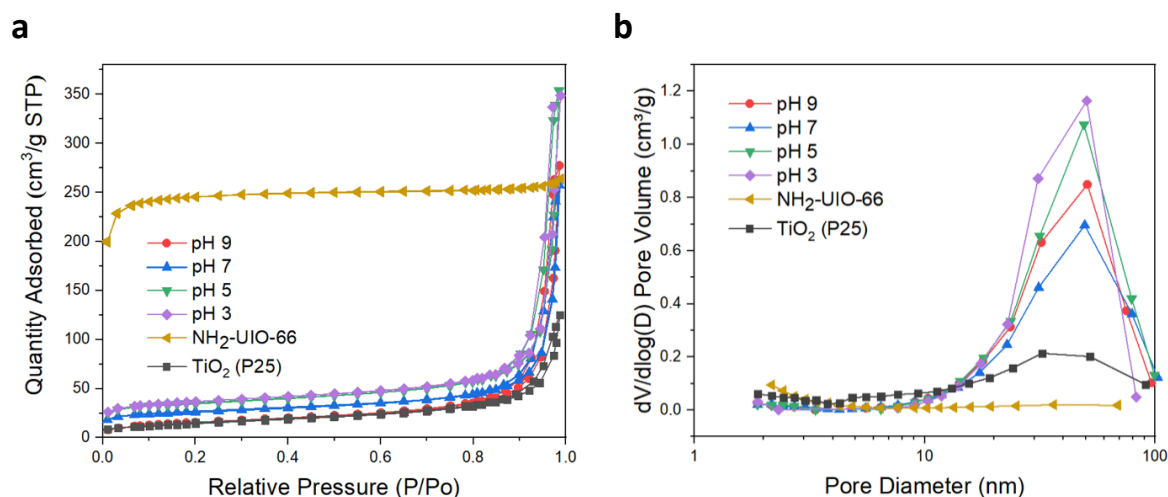 a
Quantity Adsorbed (cm³/g STP)
350
300
250
200
150
100
50
0
pH 9
pH 7
pH 5
pH 3
NH₂-UIO-66
TiO₂ (P25)
0.0 0.2 0.4 0.6 0.8 1.0
Relative Pressure (P/Po)
b
dV/dlog(D) Pore Volume (cm³/g)
1.2
1.0
0.8
0.6
0.4
0.2
0.0
pH 9
pH 7
pH 5
pH 3
NH₂-UIO-66
TiO₂ (P25)
1 10 100
Pore Diameter (nm)